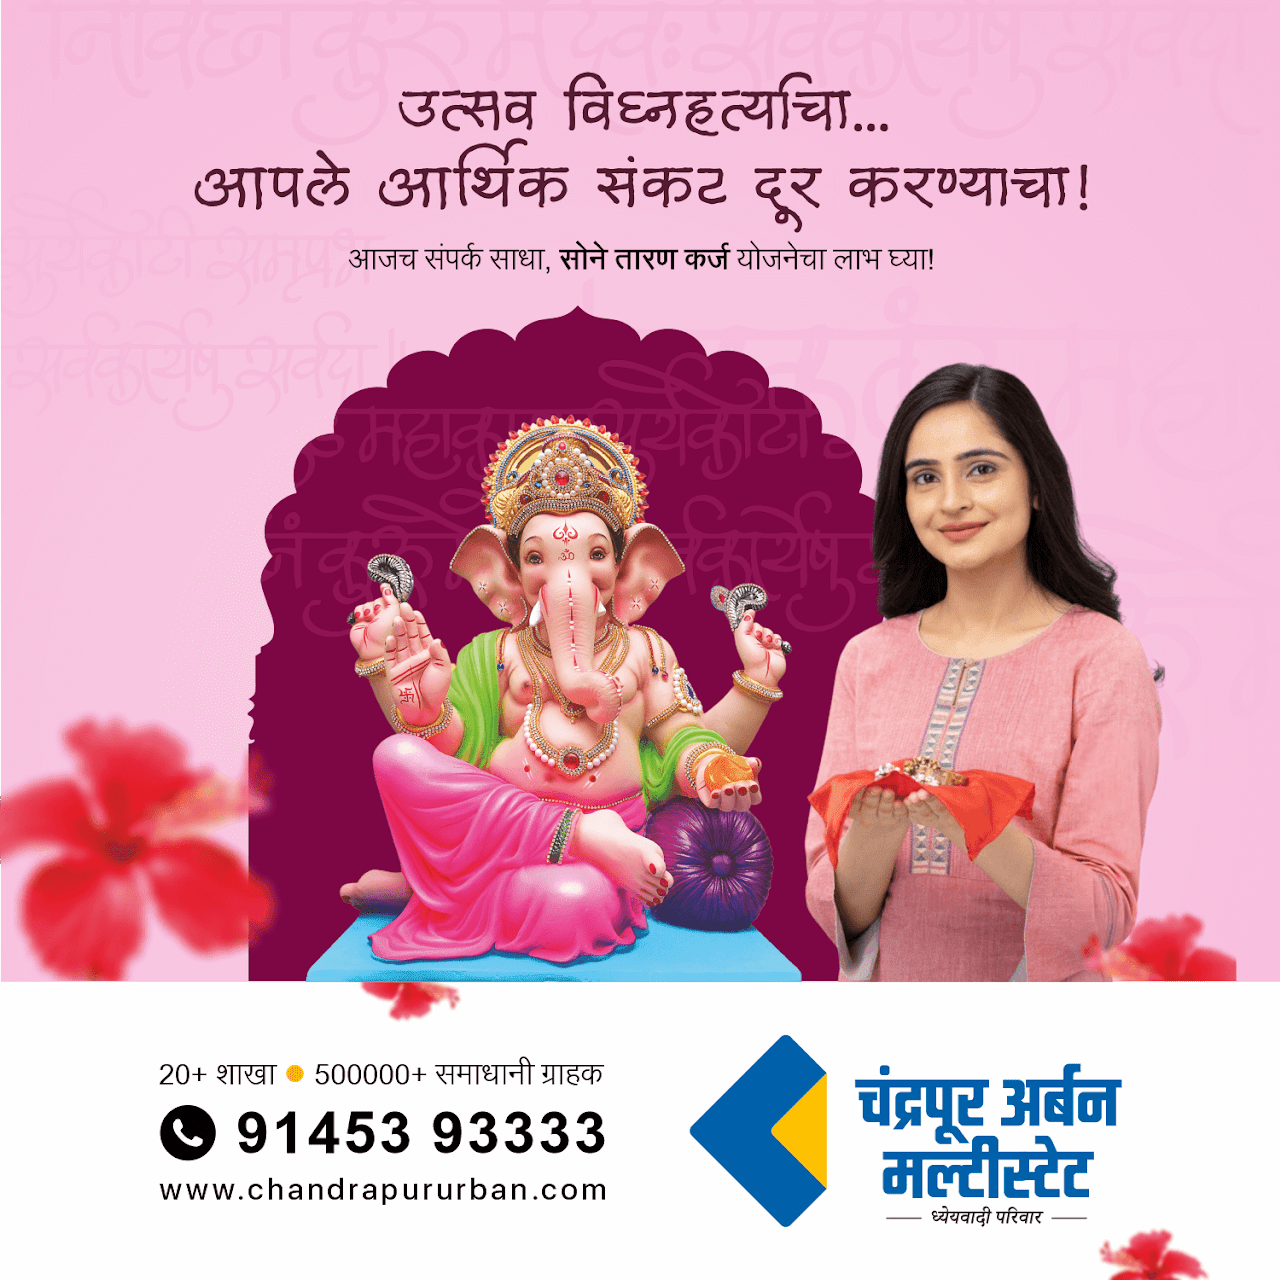 उत्सव विघ्नहर्त्याचा...
आपले आर्थिक संकट दूर करण्याचा!
आजच संपर्क साधा, सोने तारण कर्ज योजनेचा लाभ घ्या!
20+ शाखा ● 500000+ समाधानी ग्राहक
91453 93333
www.chandrapururban.com
चंद्रपूर अर्बन
मल्टीस्टेट
ध्येयवादी परिवार